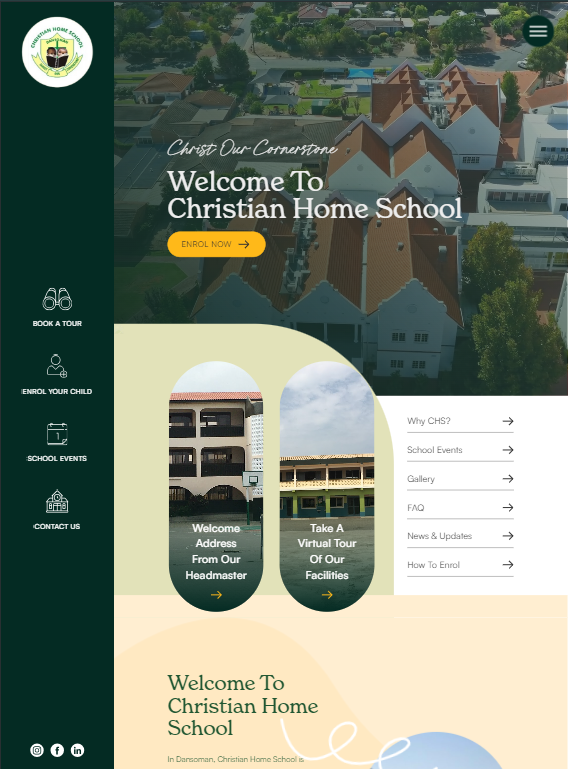 CHRISTIAN HOME SCHOOL
BOOK A TOUR
ENROL YOUR CHILD
SCHOOL EVENTS
1
CONTACT US
Christ Our Cornerstone
Welcome To
Christian Home School
ENROL NOW
Welcome
Address
From Our
Headmaster
Take A
Virtual Tour
Of Our
Facilities
Why CHS?
School Events
Gallery
FAQ
News & Updates
How To Enrol
Welcome To
Christian Home
School
In Dansoman, Christian Home School is